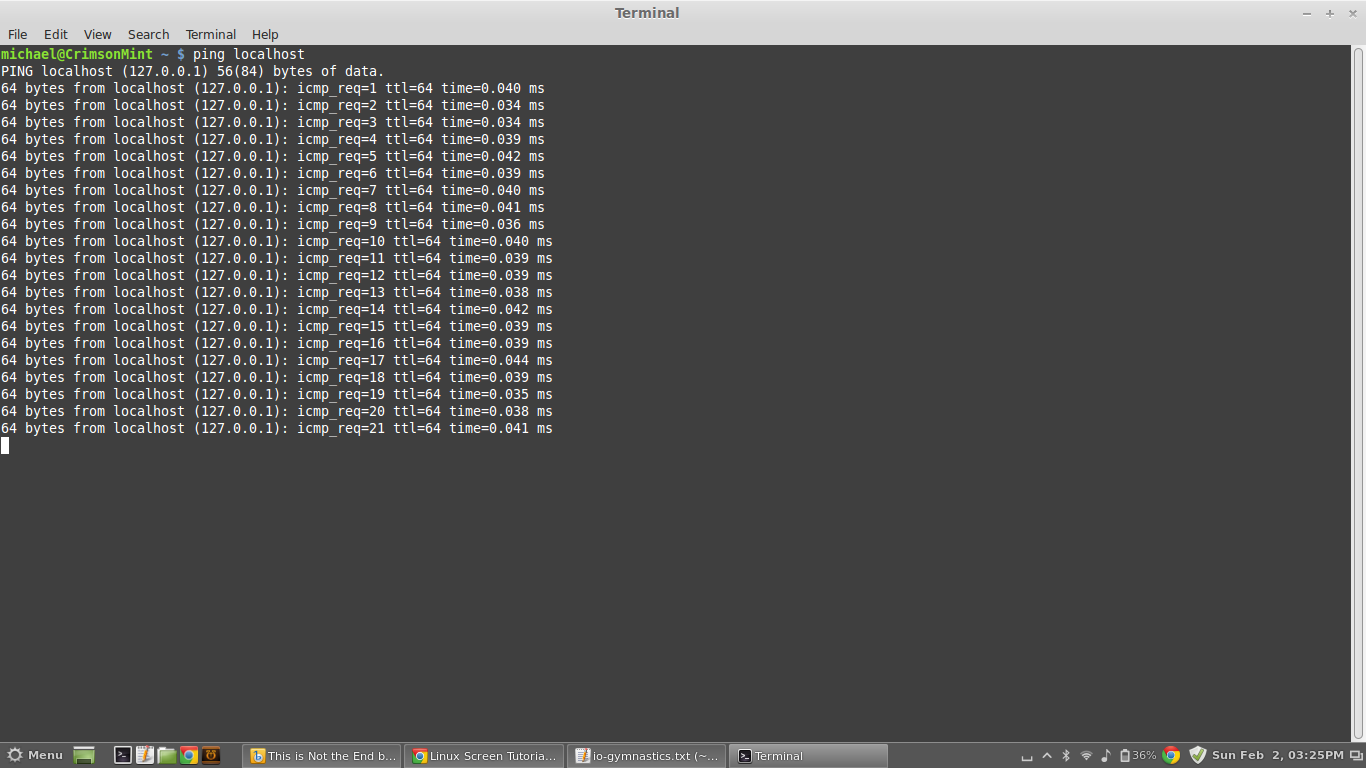 Terminal
File Edit View Search Terminal Help
michael@CrimsonMint ~ $ ping localhost
PING localhost (127.0.0.1) 56(84) bytes of data.
64 bytes from localhost (127.0.0.1): icmp_req=1 ttl=64 time=0.040 ms
64 bytes from localhost (127.0.0.1): icmp_req=2 ttl=64 time=0.034 ms
64 bytes from localhost (127.0.0.1): icmp_req=3 ttl=64 time=0.034 ms
64 bytes from localhost (127.0.0.1): icmp_req=4 ttl=64 time=0.039 ms
64 bytes from localhost (127.0.0.1): icmp_req=5 ttl=64 time=0.042 ms
64 bytes from localhost (127.0.0.1): icmp_req=6 ttl=64 time=0.039 ms
64 bytes from localhost (127.0.0.1): icmp_req=7 ttl=64 time=0.040 ms
64 bytes from localhost (127.0.0.1): icmp_req=8 ttl=64 time=0.041 ms
64 bytes from localhost (127.0.0.1): icmp_req=9 ttl=64 time=0.036 ms
64 bytes from localhost (127.0.0.1): icmp_req=10 ttl=64 time=0.040 ms
64 bytes from localhost (127.0.0.1): icmp_req=11 ttl=64 time=0.039 ms
64 bytes from localhost (127.0.0.1): icmp_req=12 ttl=64 time=0.039 ms
64 bytes from localhost (127.0.0.1): icmp_req=13 ttl=64 time=0.038 ms
64 bytes from localhost (127.0.0.1): icmp_req=14 ttl=64 time=0.042 ms
64 bytes from localhost (127.0.0.1): icmp_req=15 ttl=64 time=0.039 ms
64 bytes from localhost (127.0.0.1): icmp_req=16 ttl=64 time=0.039 ms
64 bytes from localhost (127.0.0.1): icmp_req=17 ttl=64 time=0.044 ms
64 bytes from localhost (127.0.0.1): icmp_req=18 ttl=64 time=0.039 ms
64 bytes from localhost (127.0.0.1): icmp_req=19 ttl=64 time=0.035 ms
64 bytes from localhost (127.0.0.1): icmp_req=20 ttl=64 time=0.038 ms
64 bytes from localhost (127.0.0.1): icmp_req=21 ttl=64 time=0.041 ms
Menu This is Not the End b... Linux Screen Tutoria... io-gymnastics.txt (~... Terminal 36% Sun Feb 2, 03:25PM